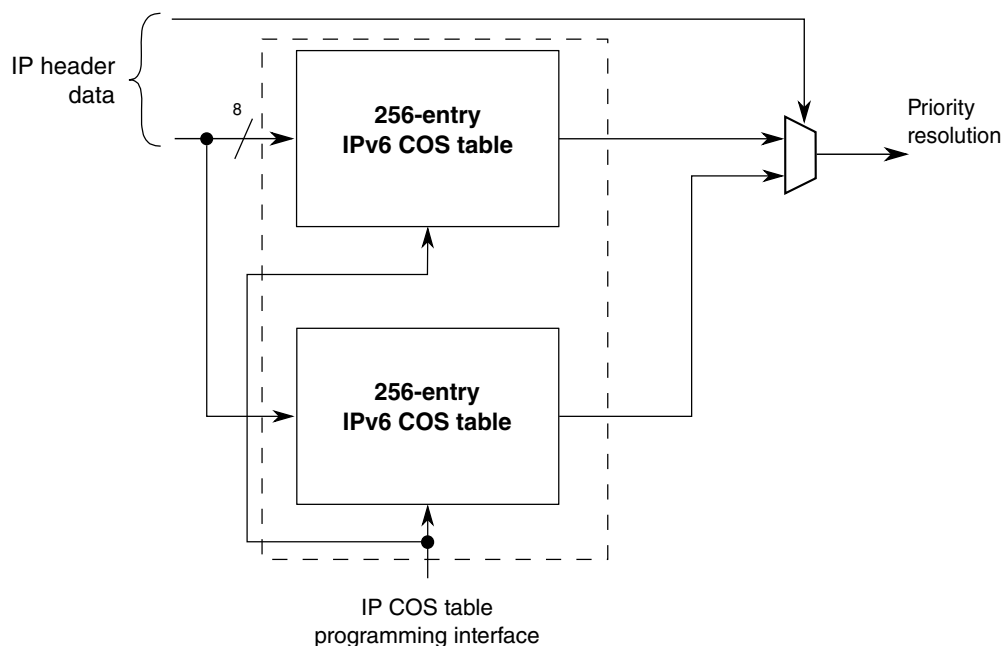 IP header
data
8
256-entry
IPv6 COS table
Priority
resolution
256-entry
IPv6 COS table
IP COS table
programming interface